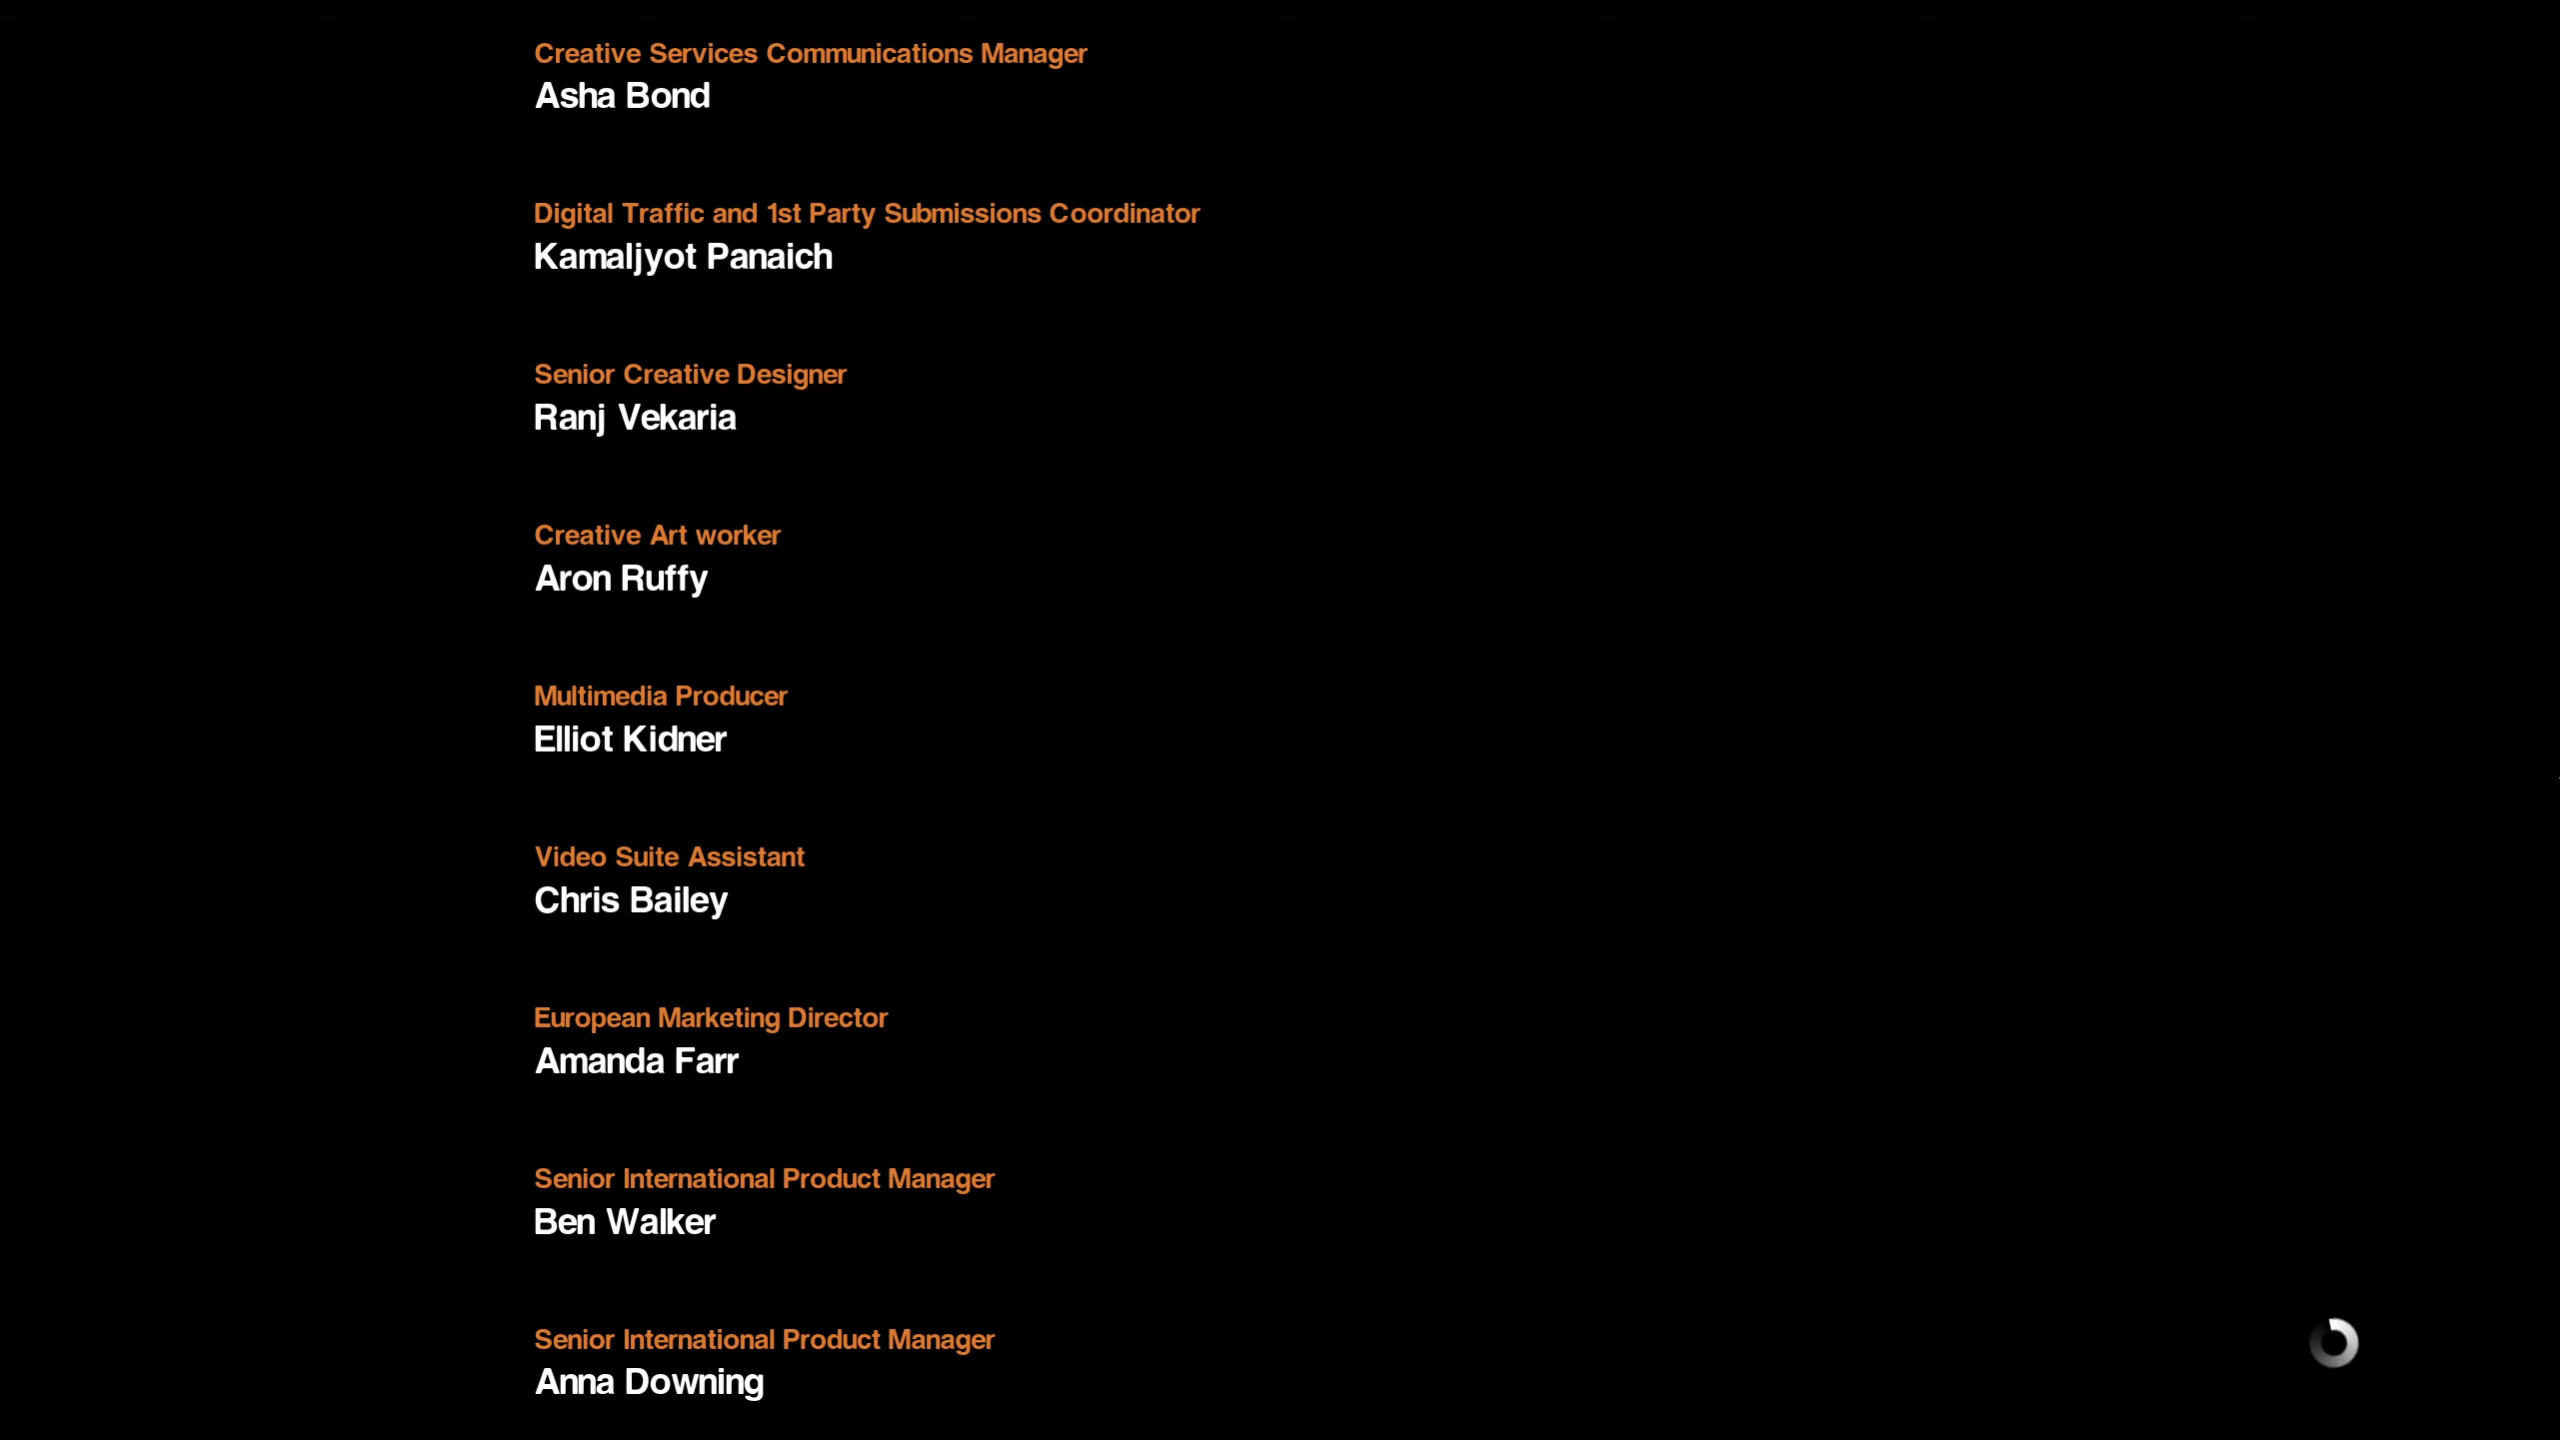 Creative Services Communications Manager
Asha Bond
Digital Traffic and 1st Party Submissions Coordinator
Kamaljyot Panaich
Senior Creative Designer
Ranj Vekaria
Creative Art worker
Aron Ruffy
Multimedia Producer
Elliot Kidner
Video Suite Assistant
Chris Bailey
European Marketing Director
Amanda Farr
Senior International Product Manager
Ben Walker
Senior International Product Manager
Anna Downing